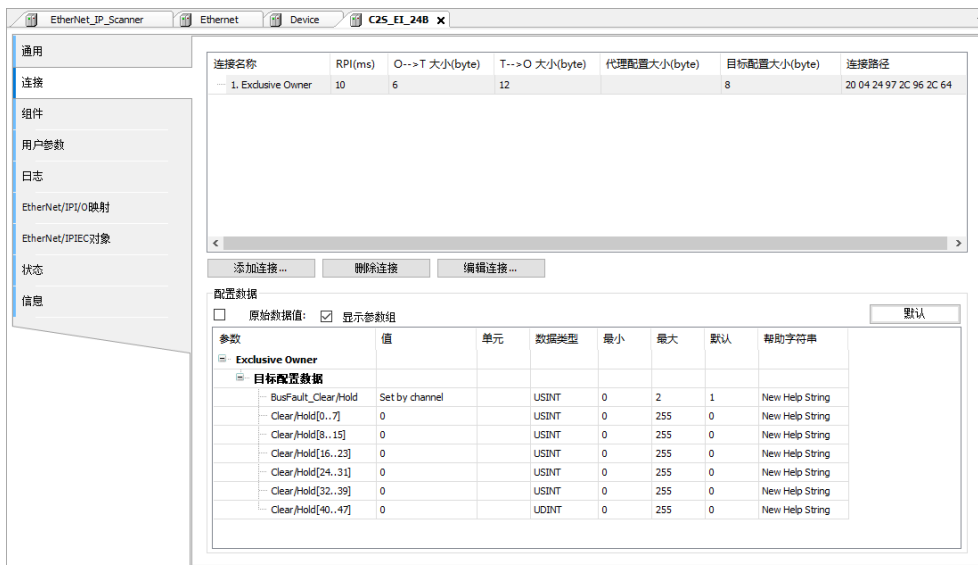 EtherNet_IP_Scanner Ethernet Device C2S_EI_24B
通用
连接
组件
用户参数
日志
EtherNet/IPI/O映射
EtherNet/IPIEC对象
状态
信息
连接名称 RPI(ms) O-->T 大小(byte) T-->O 大小(byte) 代理配置大小(byte) 目标配置大小(byte) 连接路径
1. Exclusive Owner 10 6 12 8 20 04 24 97 2C 96 2C 64
添加连接... 删除连接 编辑连接...
配置数据
原始数据值: 显示参数组 默认
参数 值 单元 数据类型 最小 最大 默认 帮助字符串
Exclusive Owner
目标配置数据
BusFault_Clear/Hold Set by channel USINT 0 2 1 New Help String
Clear/Hold[0..7] 0 USINT 0 255 0 New Help String
Clear/Hold[8..15] 0 USINT 0 255 0 New Help String
Clear/Hold[16..23] 0 USINT 0 255 0 New Help String
Clear/Hold[24..31] 0 USINT 0 255 0 New Help String
Clear/Hold[32..39] 0 USINT 0 255 0 New Help String
Clear/Hold[40..47] 0 UDINT 0 255 0 New Help String